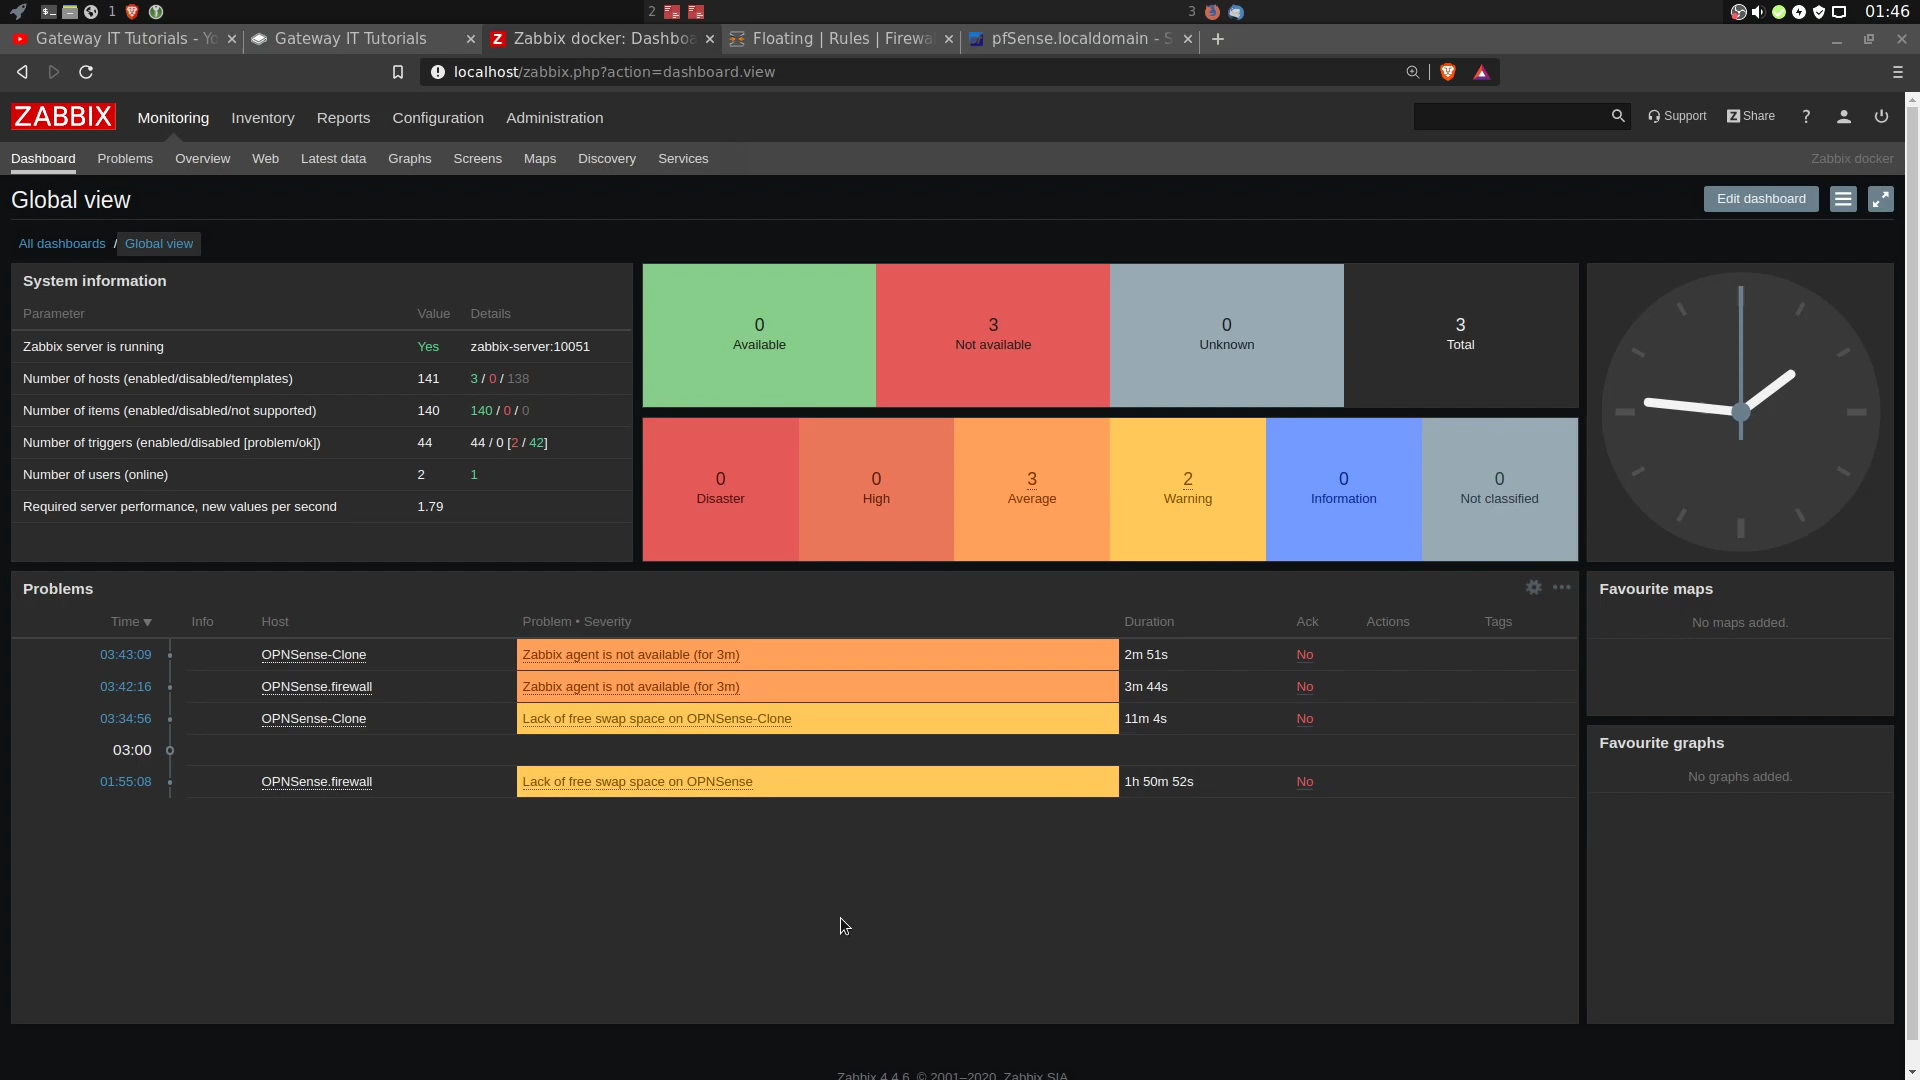 1
2
3
01:46
Gateway IT Tutorials - Yo
Gateway IT Tutorials
Z Zabbix docker: Dashboa
Floating | Rules | Firewal
pfSense.localdomain - S
localhost/zabbix.php?action=dashboard.view
ZABBIX
Monitoring
Inventory
Reports
Configuration
Administration
Support
Z Share
?
Dashboard
Problems
Overview
Web
Latest data
Graphs
Screens
Maps
Discovery
Services
Zabbix docker
Global view
Edit dashboard
All dashboards / Global view
System information
Parameter Value Details
Zabbix server is running Yes zabbix-server:10051
Number of hosts (enabled/disabled/templates) 141 3 / 0 / 138
Number of items (enabled/disabled/not supported) 140 140 / 0 / 0
Number of triggers (enabled/disabled [problem/ok]) 44 44 / 0 [2 / 42]
Number of users (online) 2 1
Required server performance, new values per second 1.79
0
Available
3
Not available
0
Unknown
3
Total
0
Disaster
0
High
3
Average
2
Warning
0
Information
0
Not classified
Problems
Time Info Host Problem • Severity Duration Ack Actions Tags
03:43:09 OPNSense-Clone Zabbix agent is not available (for 3m) 2m 51s No
03:42:16 OPNSense.firewall Zabbix agent is not available (for 3m) 3m 44s No
03:34:56 OPNSense-Clone Lack of free swap space on OPNSense-Clone 11m 4s No
03:00
01:55:08 OPNSense.firewall Lack of free swap space on OPNSense 1h 50m 52s No
Favourite maps
No maps added.
Favourite graphs
No graphs added.
Zabbix 4.4.6. © 2001–2020, Zabbix SIA